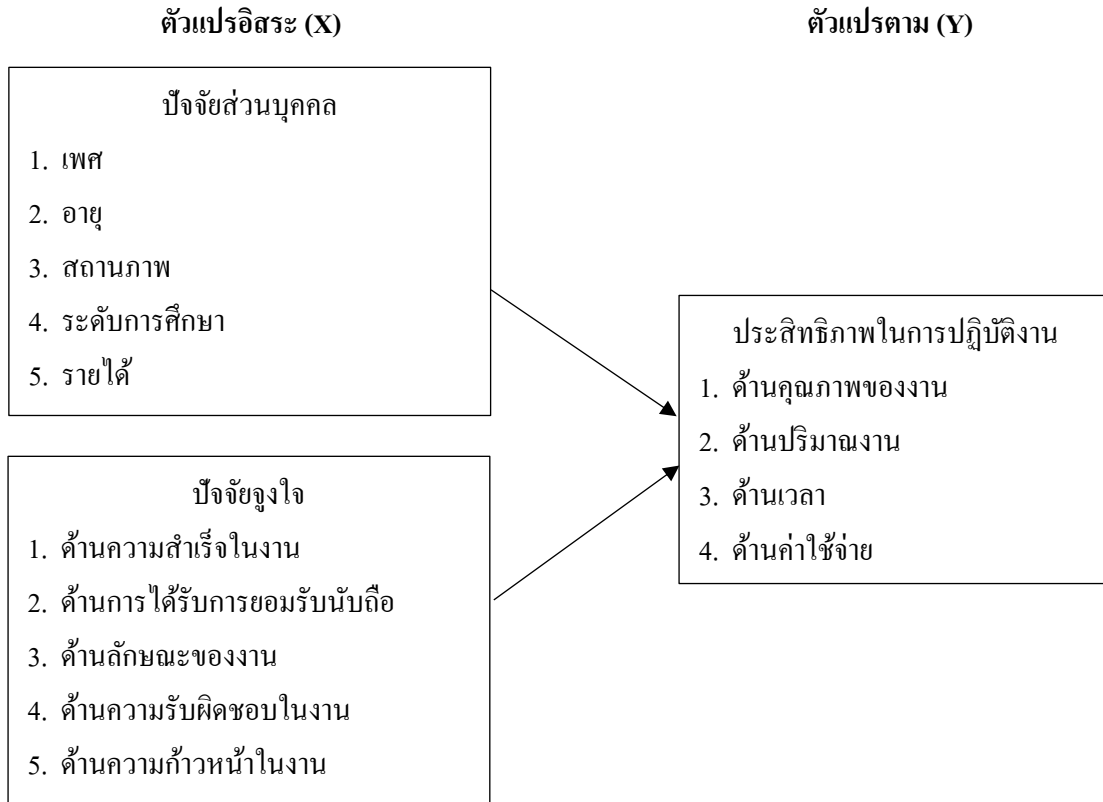 ตัวแปรอิสระ (X)
ตัวแปรตาม (Y)
ปัจจัยส่วนบุคคล
1. เพศ
2. อายุ
3. สถานภาพ
4. ระดับการศึกษา
5. รายได้
ปัจจัยจูงใจ
1. ด้านความสำเร็จในงาน
2. ด้านการได้รับการยอมรับนับถือ
3. ด้านลักษณะของงาน
4. ด้านความรับผิดชอบในงาน
5. ด้านความก้าวหน้าในงาน
ประสิทธิภาพในการปฏิบัติงาน
1. ด้านคุณภาพของงาน
2. ด้านปริมาณงาน
3. ด้านเวลา
4. ด้านค่าใช้จ่าย